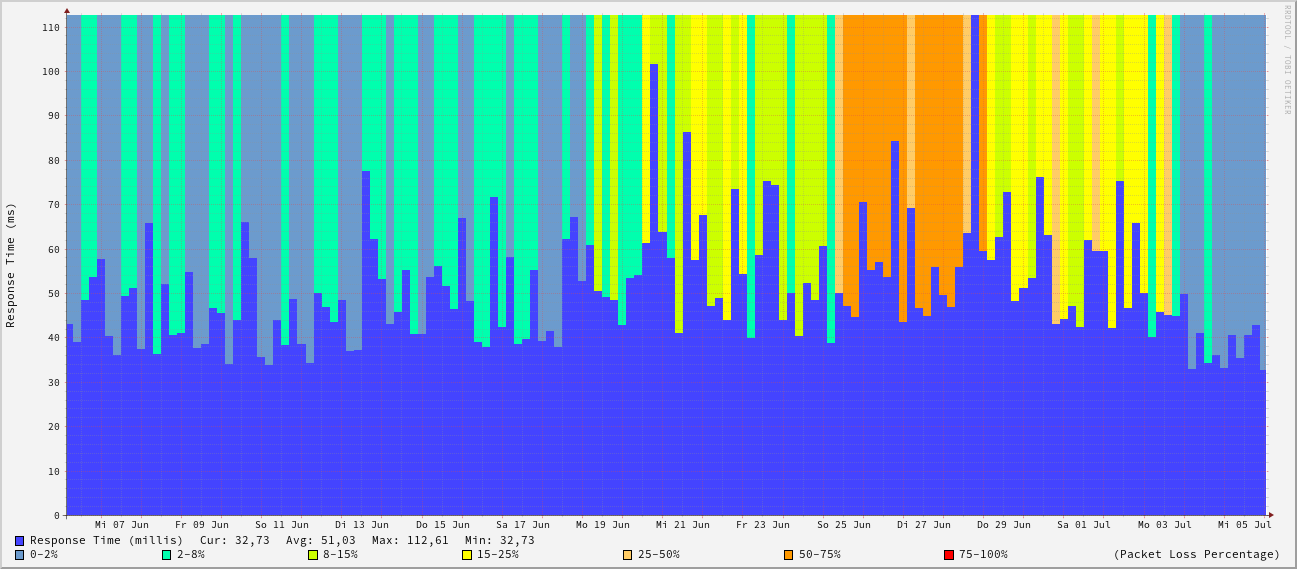 RRDTOOL / TOBI OETIKER
Response Time (ms)
110
100
90
80
70
60
50
40
30
20
10
0
Mi 07 Jun Fr 09 Jun So 11 Jun Di 13 Jun Do 15 Jun Sa 17 Jun Mo 19 Jun Mi 21 Jun Fr 23 Jun So 25 Jun Di 27 Jun Do 29 Jun Sa 01 Jul Mo 03 Jul Mi 05 Jul
Response Time (millis) Cur: 32,73 Avg: 51,03 Max: 112,61 Min: 32,73
0-2% 2-8% 8-15% 15-25% 25-50% 50-75% 75-100% (Packet Loss Percentage)